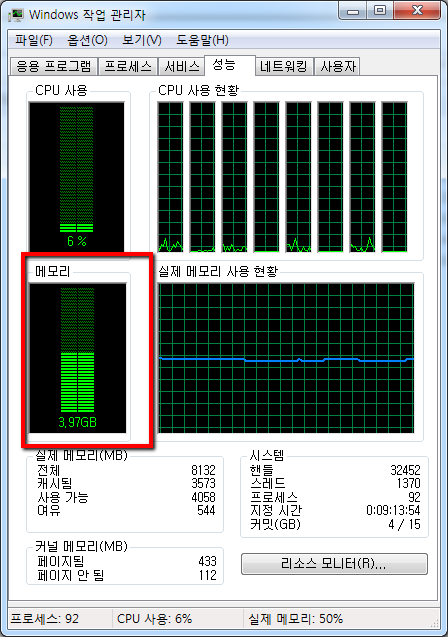 Windows 작업 관리자
파일(F) 옵션(O) 보기(V) 도움말(H)
응용 프로그램 프로세스 서비스 성능 네트워킹 사용자
CPU 사용 CPU 사용 현황
6 %
메모리 실제 메모리 사용 현황
3,97GB
실제 메모리(MB) 시스템
전체 8132 핸들 32452
캐시됨 3573 스레드 1370
사용 가능 4058 프로세스 92
여유 544 지정 시간 0:09:13:54
커밋(GB) 4 / 15
커널 메모리(MB)
페이지됨 433 리소스 모니터(R)...
페이지 안 됨 112
프로세스: 92 CPU 사용: 6% 실제 메모리: 50%